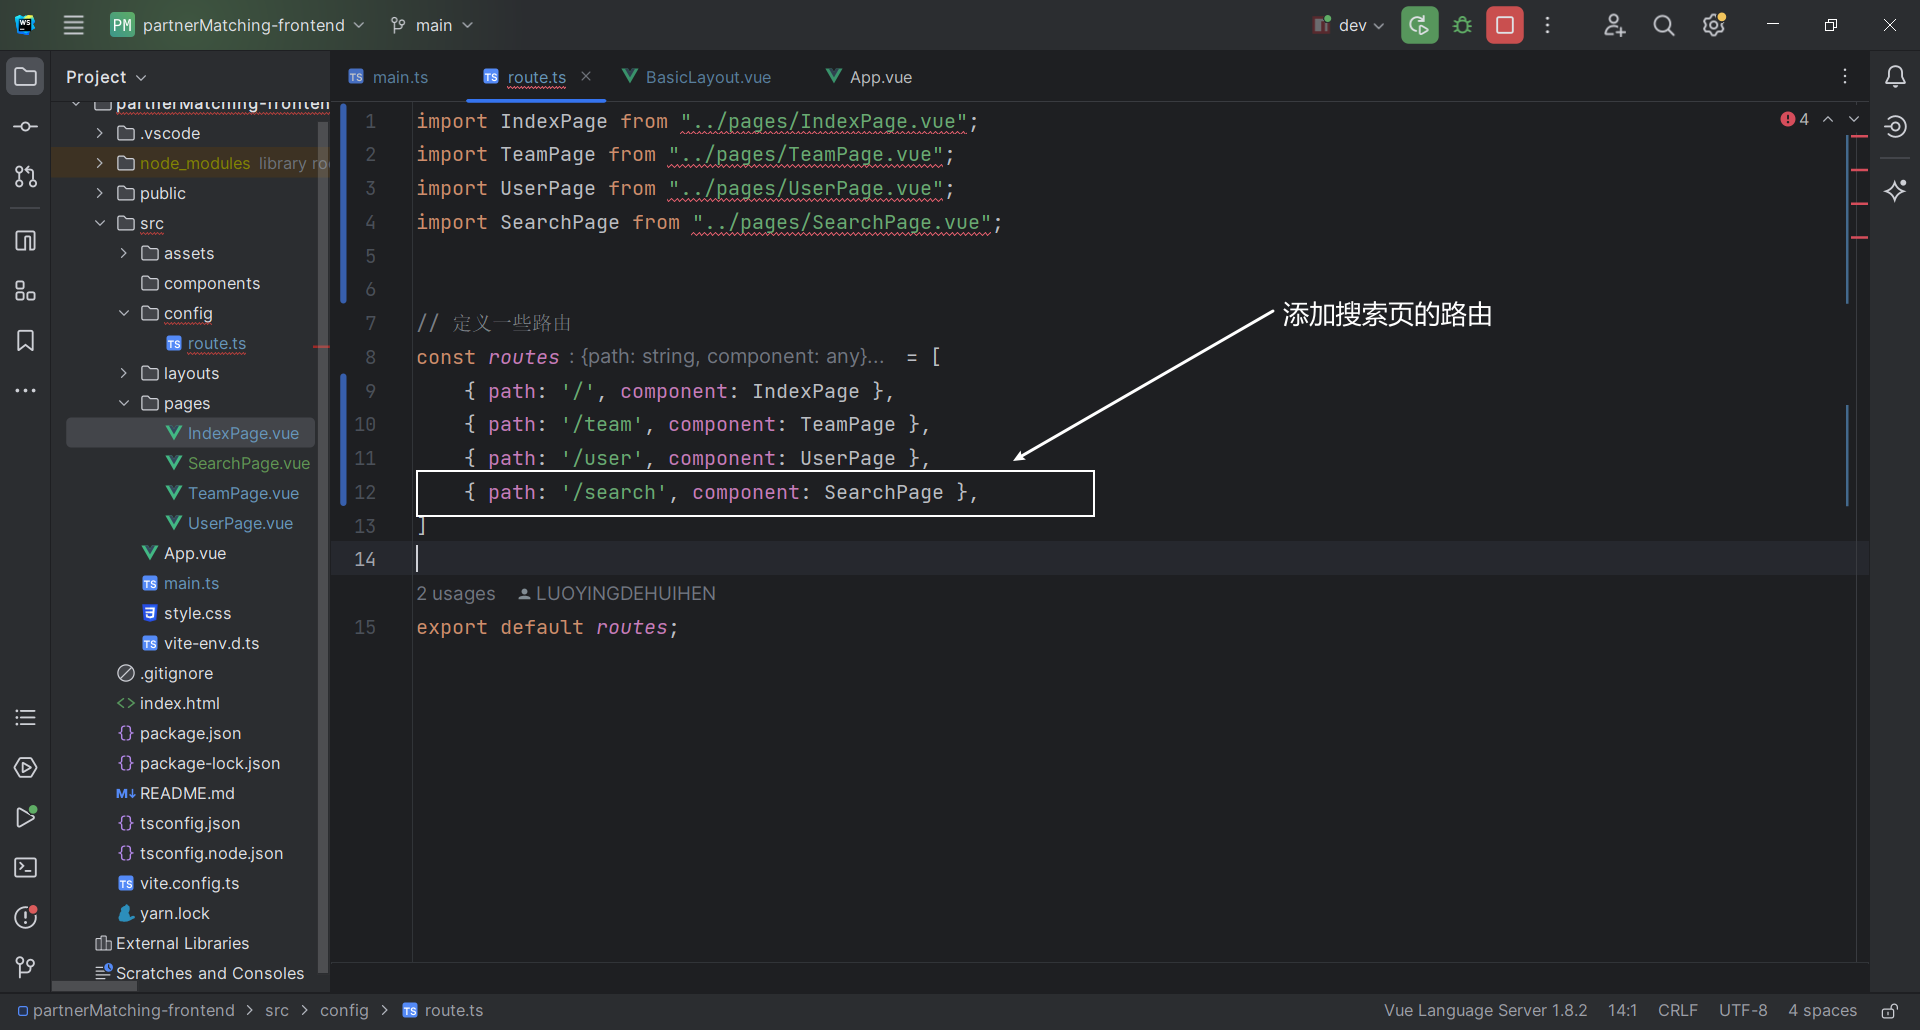 PM partnerMatching-frontend main dev
Project
main.ts route.ts BasicLayout.vue App.vue
partnerMatching-frontend
.vscode
node_modules library ro
public
src
assets
components
config
route.ts
layouts
pages
IndexPage.vue
SearchPage.vue
TeamPage.vue
UserPage.vue
App.vue
main.ts
style.css
vite-env.d.ts
.gitignore
index.html
package.json
package-lock.json
README.md
tsconfig.json
tsconfig.node.json
vite.config.ts
yarn.lock
External Libraries
Scratches and Consoles
4
1 import IndexPage from "../pages/IndexPage.vue";
2 import TeamPage from "../pages/TeamPage.vue";
3 import UserPage from "../pages/UserPage.vue";
4 import SearchPage from "../pages/SearchPage.vue";
5
6
添加搜索页的路由
7 // 定义一些路由
8 const routes : {path: string, component: any}... = [
9 { path: '/', component: IndexPage },
10 { path: '/team', component: TeamPage },
11 { path: '/user', component: UserPage },
12 { path: '/search', component: SearchPage },
13 ]
14
2 usages LUOYINGDEHUIHEN
15 export default routes;
partnerMatching-frontend > src > config > route.ts
Vue Language Server 1.8.2 14:1 CRLF UTF-8 4 spaces